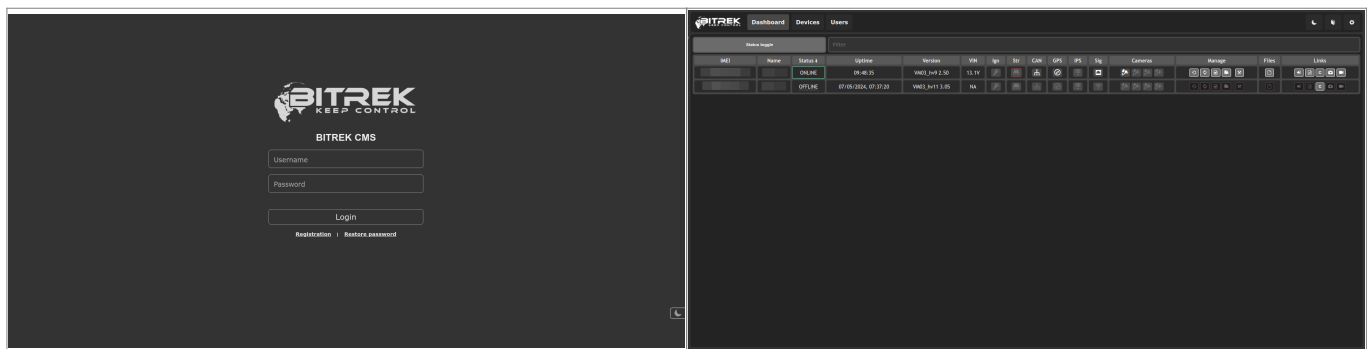 BITREK
KEEP CONTROL
BITREK CMS
Username
Password
Login
Registration | Restore password
BITREK
KEEP CONTROL
Dashboard Devices Users
Status toggle
Filter
IMEI Name Status Uptime Version VIN Ign Str CAN GPS IPS Sig Cameras Manage Files Links
ONLINE 09:48:35 VM03_hv9 2.50 13.1V
OFFLINE 07/05/2024, 07:37:20 VM03_hv11 3.05 NA